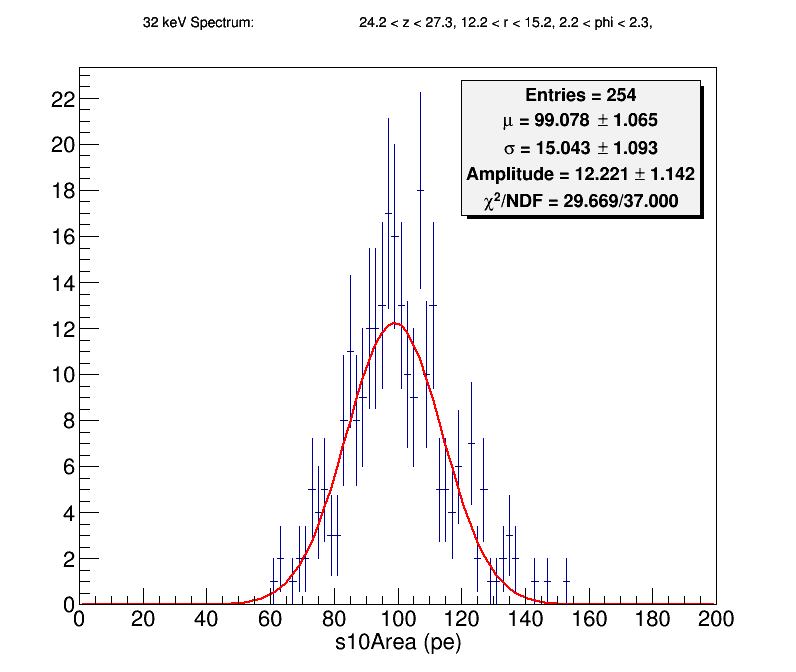 32 keV Spectrum: 24.2 < z < 27.3, 12.2 < r < 15.2, 2.2 < phi < 2.3,
Entries = 254
μ = 99.078 ± 1.065
σ = 15.043 ± 1.093
Amplitude = 12.221 ± 1.142
χ²/NDF = 29.669/37.000
22
20
18
16
14
12
10
8
6
4
2
0
0 20 40 60 80 100 120 140 160 180 200
s10Area (pe)